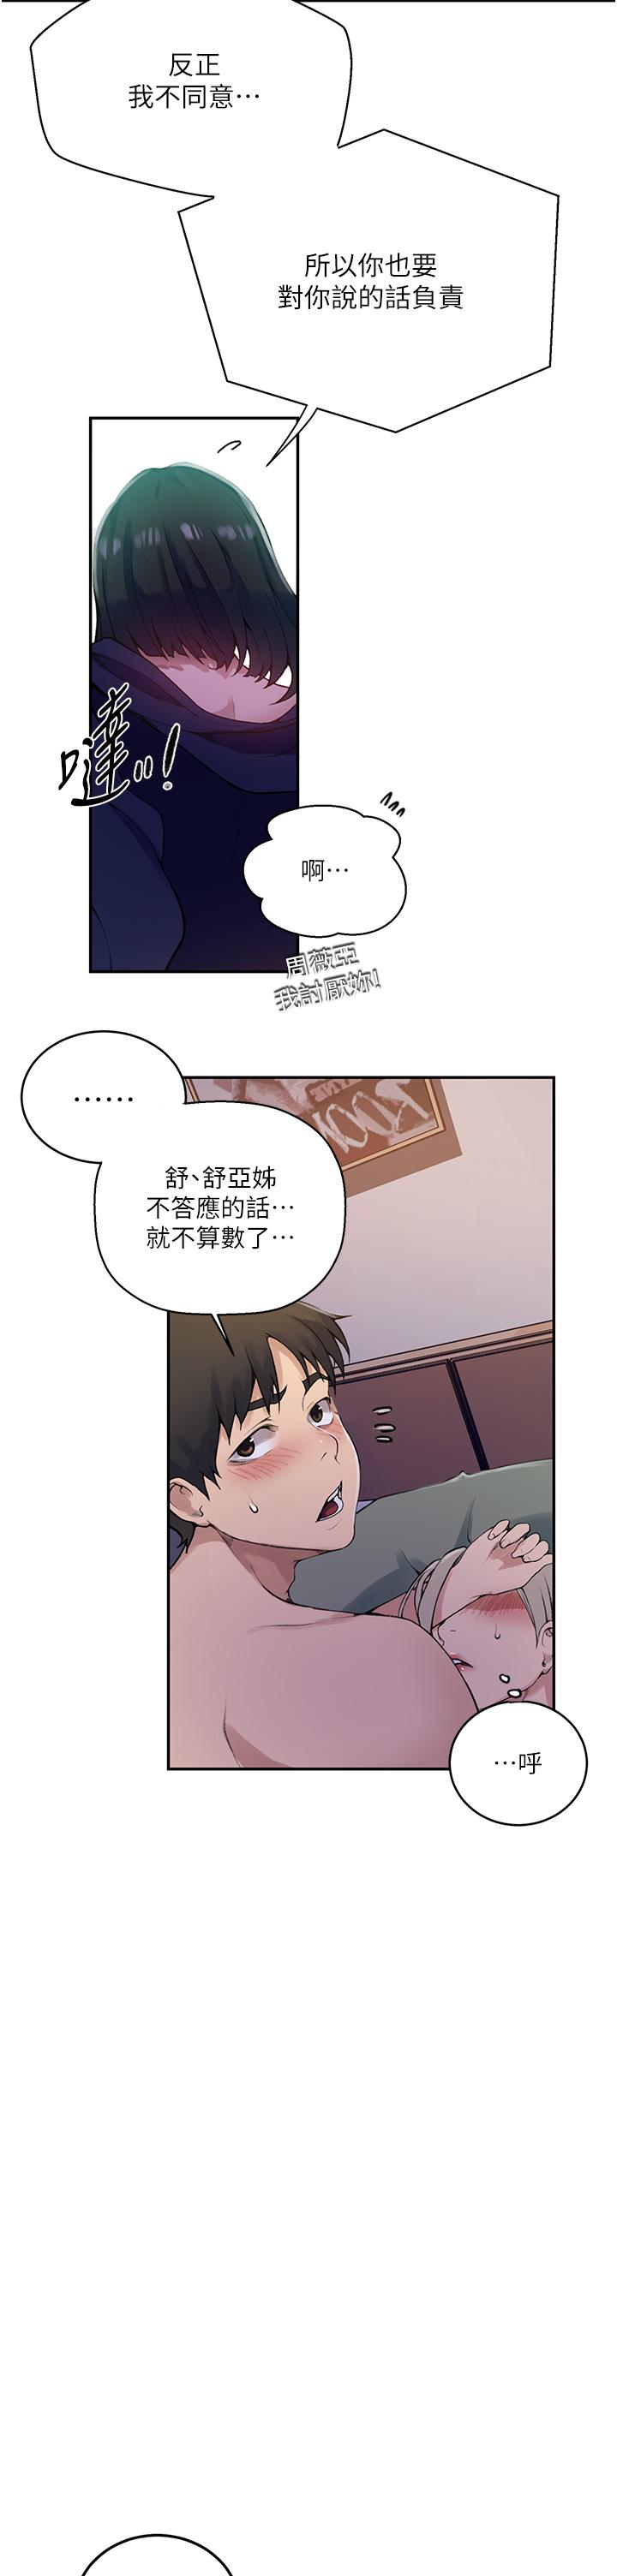 反正
我不同意…
所以你也要
對你說的話負責
噠…!
啊…
周薇亞
我討厭妳!
……
舒、舒亞姊
不答應的話…
就不算數了…
…呼